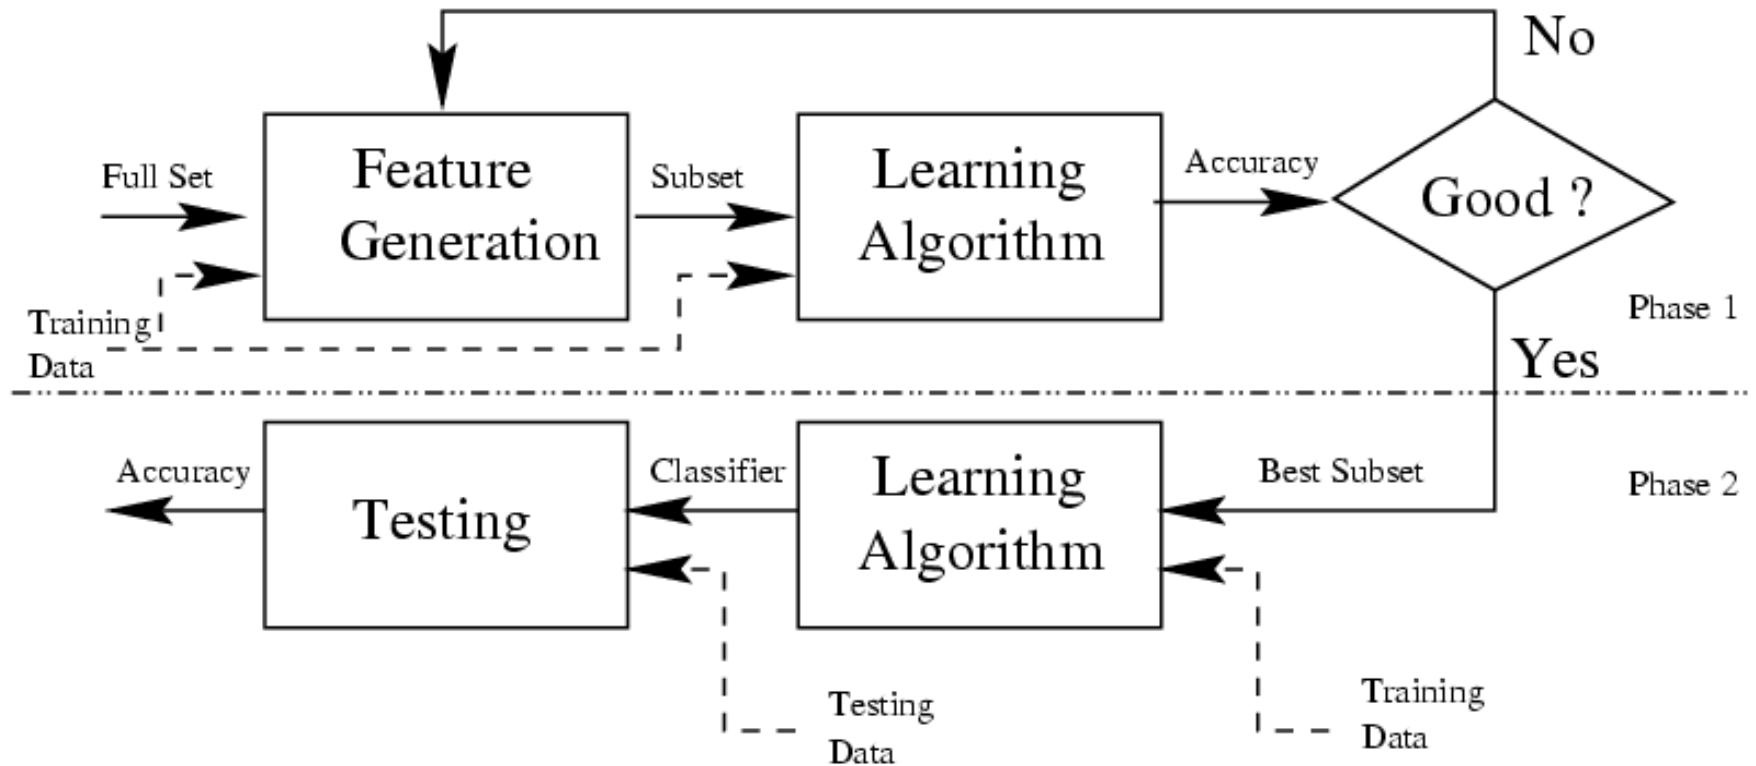 No
Full Set
Feature
Generation
Subset
Learning
Algorithm
Accuracy
Good ?
Training
Data
Phase 1
Yes
Accuracy
Testing
Classifier
Learning
Algorithm
Best Subset
Phase 2
Testing
Data
Training
Data